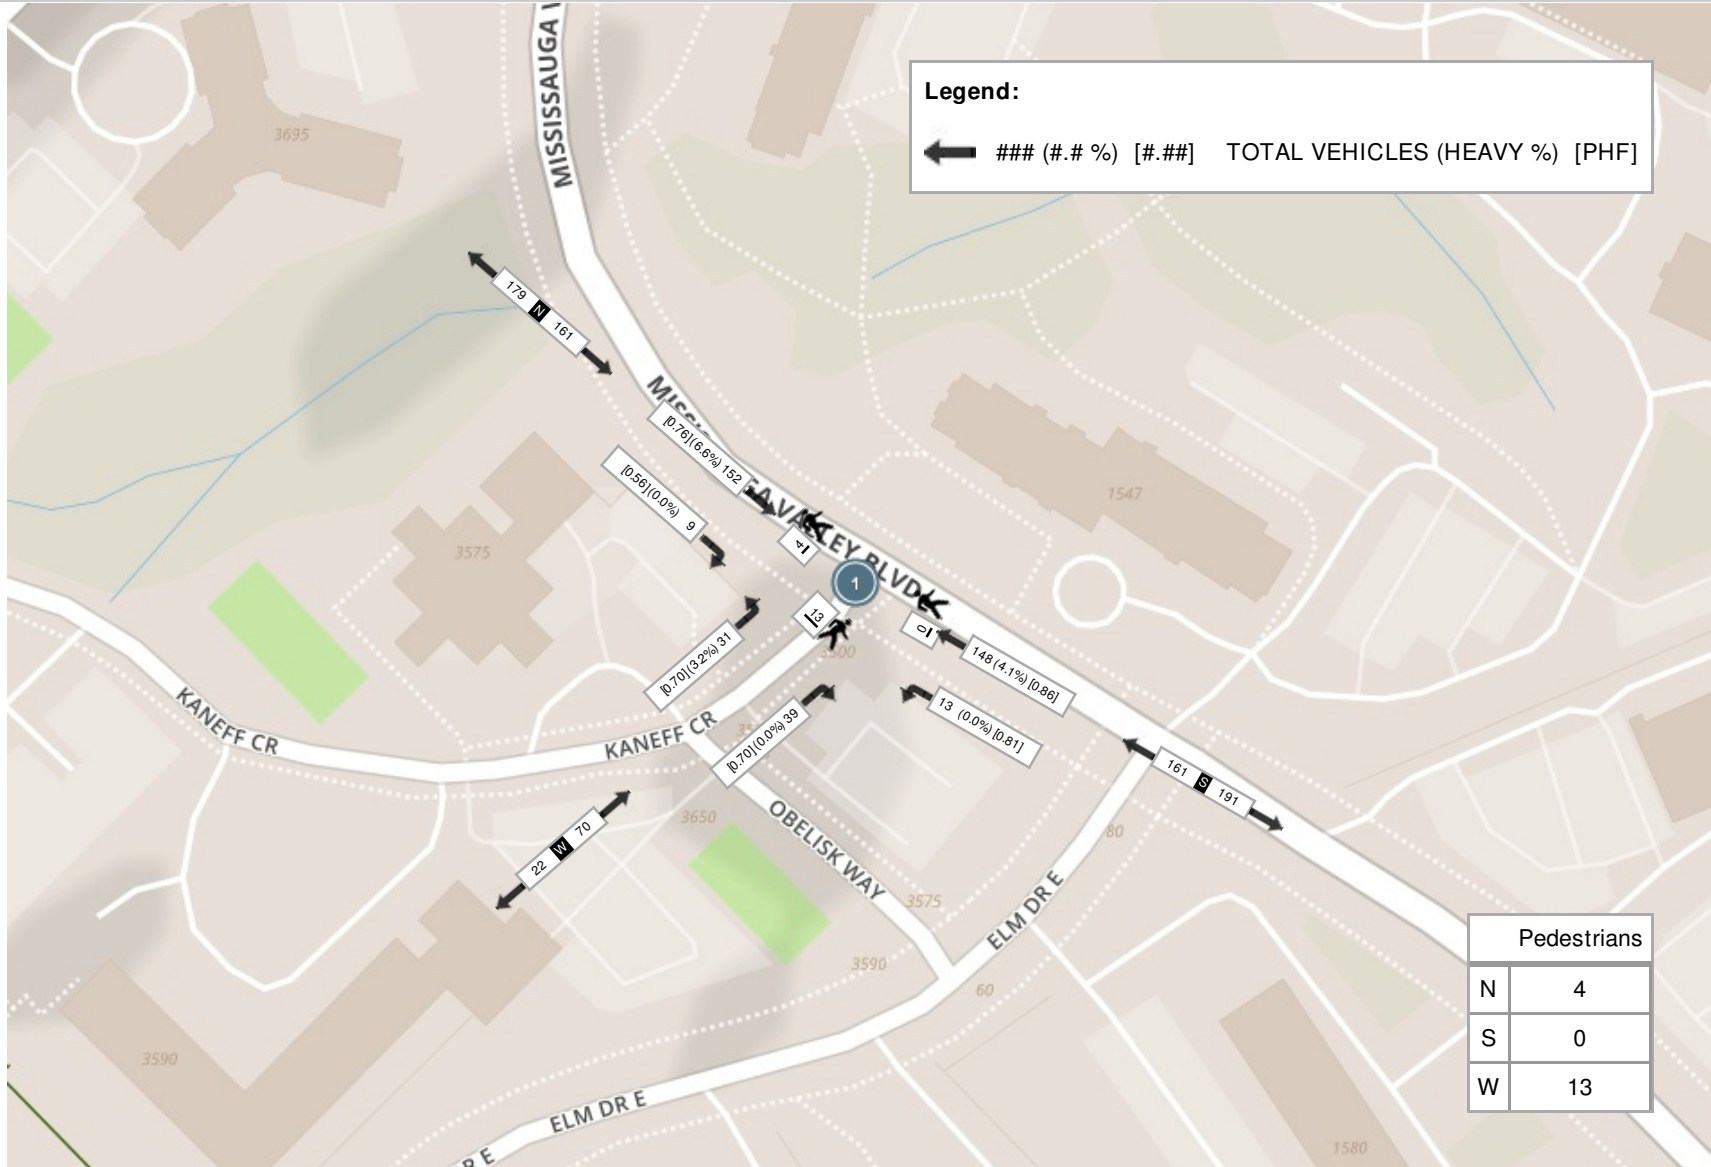 MISSISSAUGA V
3695
Legend:
### (#.# %) [#.##] TOTAL VEHICLES (HEAVY %) [PHF]
179 N 161
[0.76] (6.6%) 152
[0.56] (0.0%) 9
4
1547
3575
1
13
0
3500
148 (4.1%) [0.86]
[0.70] (3.2%) 31
13 (0.0%) [0.81]
[0.70] (0.0%) 39
KANEFF CR
KANEFF CR
161 S 191
22 W 70
3650
80
OBELISK WAY
3575
ELM DR E
3590
60
Pedestrians
N 4
S 0
W 13
3590
ELM DR E
R E
1580